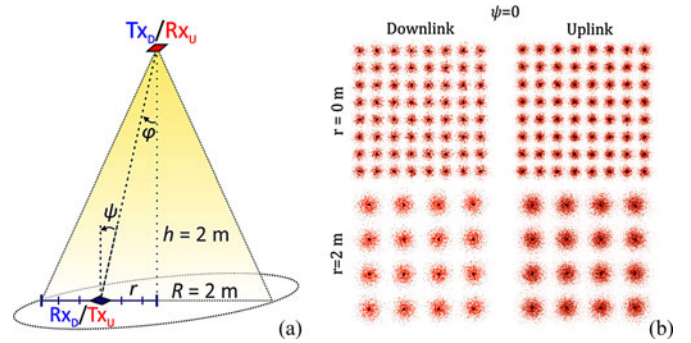 Tx_D/Rx_U
φ
ψ
h = 2 m
r
R = 2 m
Rx_D/Tx_U
(a)
ψ=0
Downlink
Uplink
r = 0 m
r=2 m
(b)